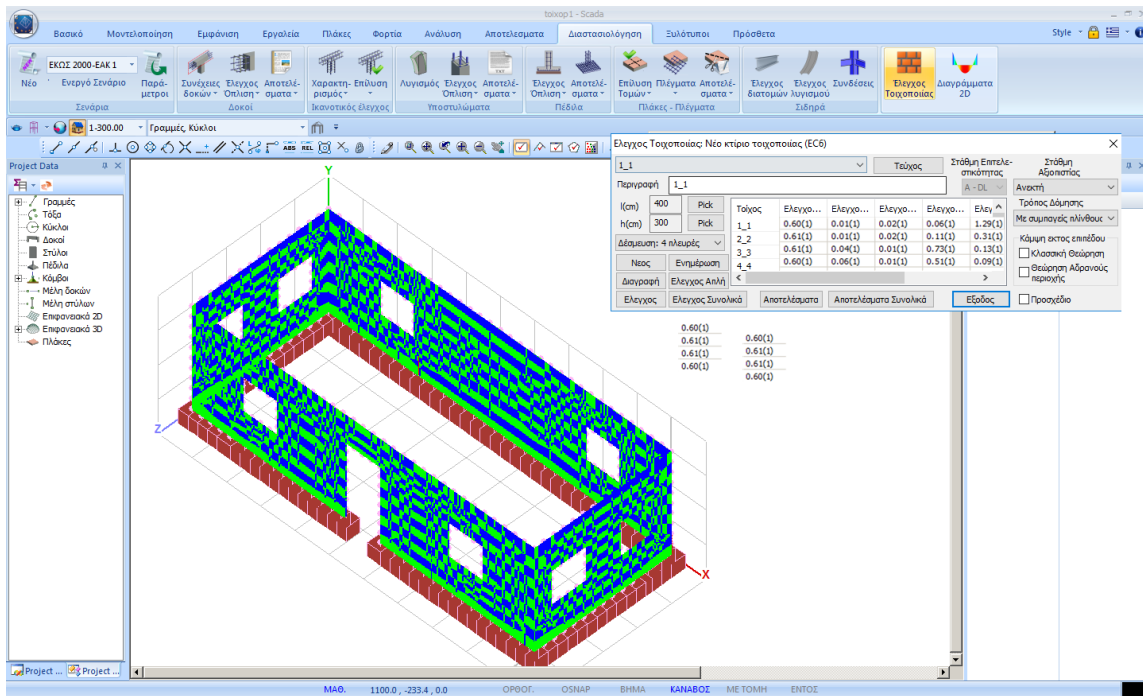 toixop1 - Scada
Βασικό Μοντελοποίηση Εμφάνιση Εργαλεία Πλάκες Φορτία Ανάλυση Αποτελεσματα Διαστασιολόγηση Ξυλότυποι Πρόσθετα Style
Νέο ΕΚΩΣ 2000-ΕΑΚ 1 Ενεργό Σενάριο Παρά-μετροι
Συνέχειες δοκών Έλεγχος Όπλιση Αποτελέ-σματα
Χαρακτη-ρισμός Επίλυση
Λυγισμός Έλεγχος Όπλιση Αποτελέ-σματα
Έλεγχος Όπλιση Αποτελέ-σματα
Επίλυση Τομών Πλέγματα Αποτελέ-σματα
Έλεγχος διατομών Έλεγχος λυγισμού Συνδέσεις
Έλεγχος Τοιχοποιίας Διαγράμματα 2D
Σενάρια Δοκοί Ικανοτικός έλεγχος Υποστυλώματα Πέδιλα Πλάκες - Πλέγματα Σιδηρά
1-300.00 Γραμμές, Κύκλοι
ABS REL
Project Data
Γραμμές
Τόξα
Κύκλοι
Δοκοί
Στύλοι
Πέδιλα
Κόμβοι
Μέλη δοκών
Μέλη στύλων
Επιφανειακά 2D
Επιφανειακά 3D
Πλάκες
Y
Z
X
Ελεγχος Τοιχοποιίας: Νέο κτίριο τοιχοποιίας (EC6)
1_1 Τεύχος Στάθμη Επιτελε-στικότητας Στάθμη Αξιοπιστίας
Περιγραφή 1_1 A - DL Ανεκτή
l(cm) 400 Pick
h(cm) 300 Pick
Δέσμευση: 4 πλευρές
Τοίχος Ελεγχο... Ελεγχο... Ελεγχο... Ελεγχο... Ελεγ
1_1 0.60(1) 0.01(1) 0.02(1) 0.06(1) 1.29(1)
2_2 0.61(1) 0.01(1) 0.02(1) 0.11(1) 0.31(1)
3_3 0.61(1) 0.04(1) 0.01(1) 0.73(1) 0.13(1)
4_4 0.60(1) 0.06(1) 0.01(1) 0.51(1) 0.09(1)
Τρόπος Δόμησης
Με συμπαγείς πλίνθους
Κάμψη εκτος επιπέδου
Κλασική Θεώρηση
Θεώρηση Αδρανούς περιοχής
Προσχέδιο
Νεος Ενημέρωση
Διαγραφή Ελεγχος Απλή
Ελεγχος Ελεγχος Συνολικά Αποτελέσματα Αποτελέσματα Συνολικά Εξοδος
0.60(1)
0.61(1)
0.61(1)
0.60(1)
0.60(1)
0.61(1)
0.61(1)
0.60(1)
Project ... Project ...
ΜΑΘ. 1100.0 , -233.4 , 0.0 ΟΡΘΟΓ. OSNAP ΒΗΜΑ ΚΑΝΑΒΟΣ ΜΕ ΤΟΜΗ ΕΝΤΟΣ